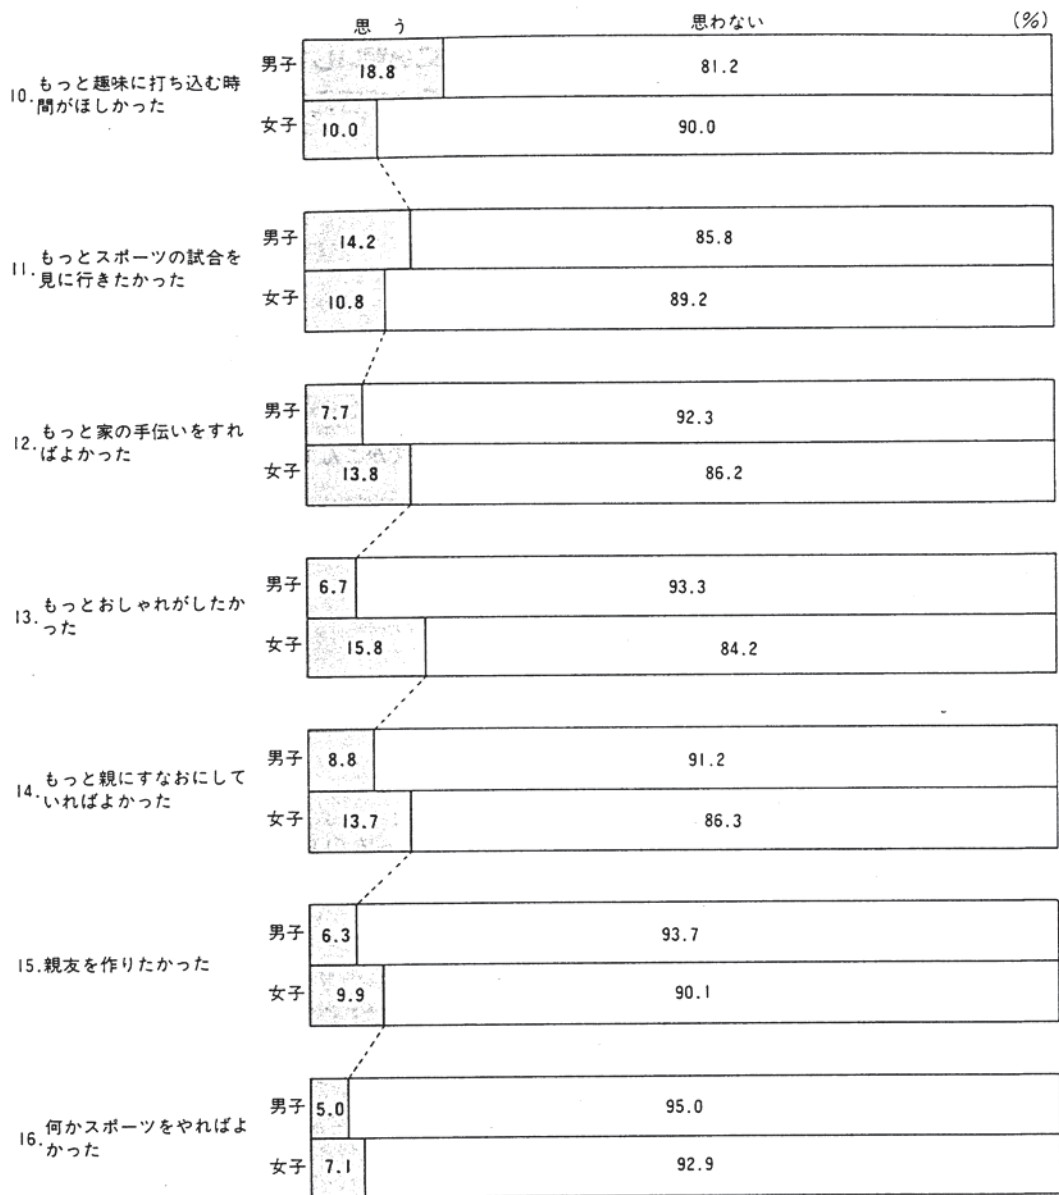 思う 思わない (%)
10.もっと趣味に打ち込む時
間がほしかった
男子 18.8 81.2
女子 10.0 90.0
11.もっとスポーツの試合を
見に行きたかった
男子 14.2 85.8
女子 10.8 89.2
12.もっと家の手伝いをすれ
ばよかった
男子 7.7 92.3
女子 13.8 86.2
13.もっとおしゃれがしたか
った
男子 6.7 93.3
女子 15.8 84.2
14.もっと親にすなおにして
いればよかった
男子 8.8 91.2
女子 13.7 86.3
15.親友を作りたかった
男子 6.3 93.7
女子 9.9 90.1
16.何かスポーツをやればよ
かった
男子 5.0 95.0
女子 7.1 92.9